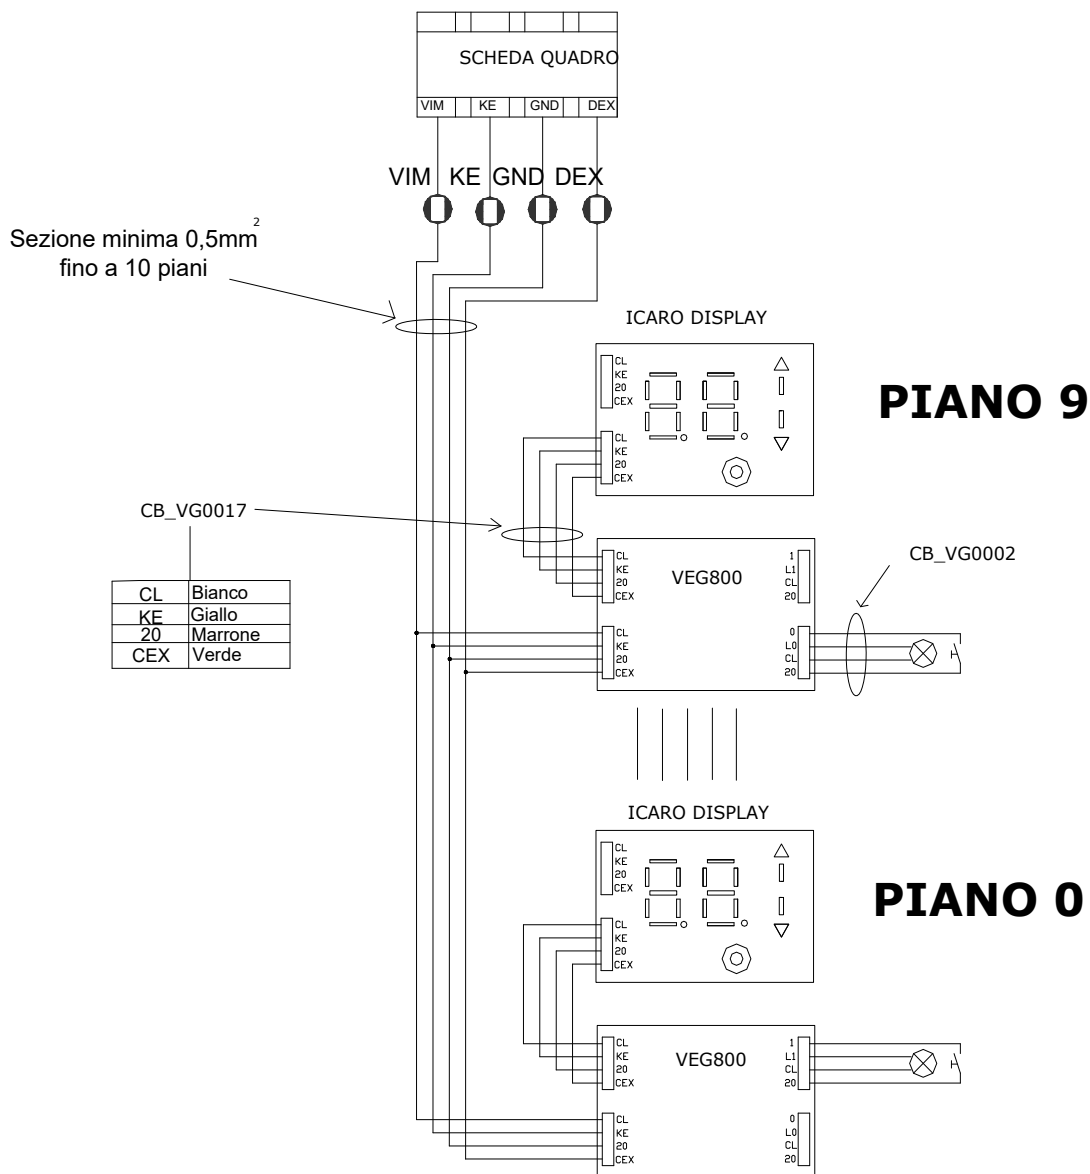 SCHEDA QUADRO
VIM KE GND DEX
VIM KE GND DEX
Sezione minima 0,5mm²
fino a 10 piani
ICARO DISPLAY
CL
KE
20
CEX
PIANO 9
CL
KE
20
CEX
CB_VG0017
CL Bianco
KE Giallo
20 Marrone
CEX Verde
VEG800
CL
KE
20
CEX
1
L1
CL
20
CB_VG0002
CL
KE
20
CEX
0
L0
CL
20
ICARO DISPLAY
CL
KE
20
CEX
PIANO 0
CL
KE
20
CEX
VEG800
CL
KE
20
CEX
1
L1
CL
20
CL
KE
20
CEX
0
L0
CL
20